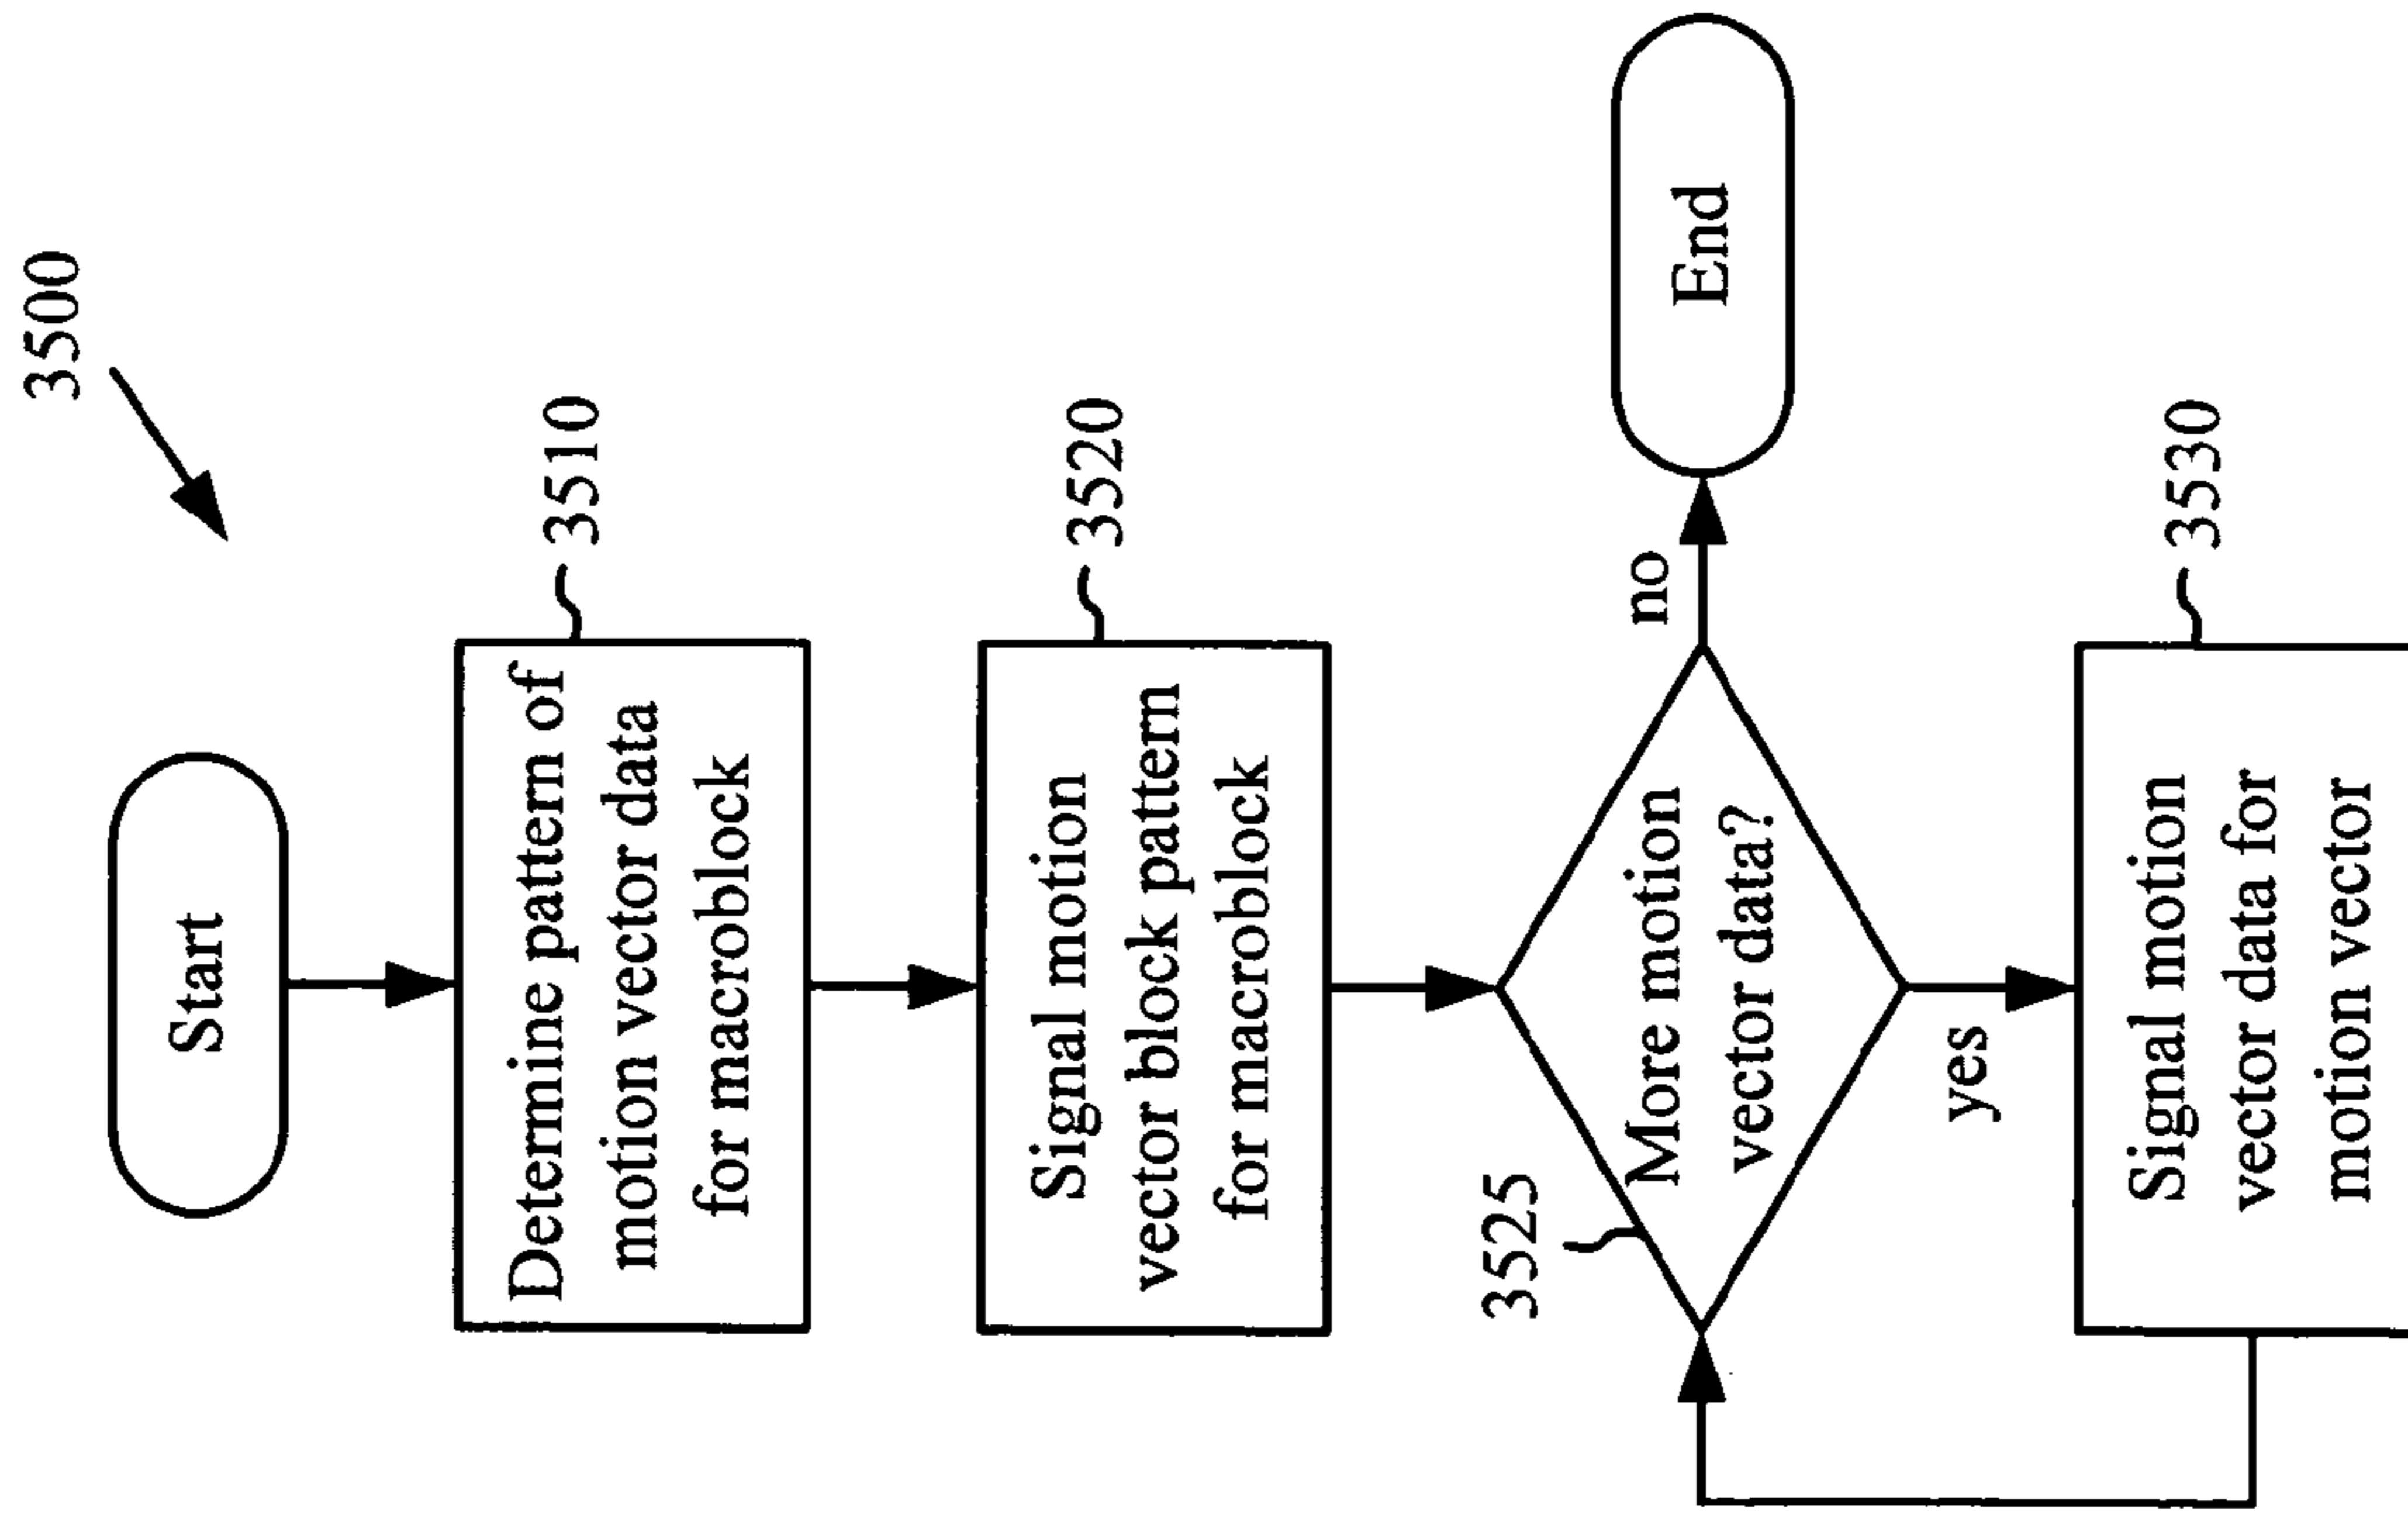 3500
Start
Determine pattern of
motion vector data
for macroblock
3510
Signal motion
vector block pattern
for macroblock
3520
3525
More motion
vector data?
no
End
yes
Signal motion
vector data for
motion vector
3530